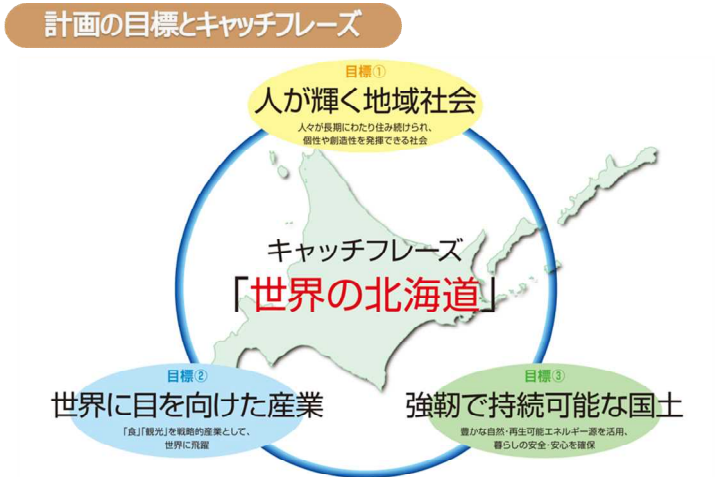 計画の目標とキャッチフレーズ
目標①
人が輝く地域社会
人々が長期にわたり住み続けられ、
個性や創造性を発揮できる社会
キャッチフレーズ
「世界の北海道」
目標②
世界に目を向けた産業
「食」「観光」を戦略的産業として、
世界に飛躍
目標③
強靱で持続可能な国土
豊かな自然・再生可能エネルギー源を活用、
暮らしの安全・安心を確保